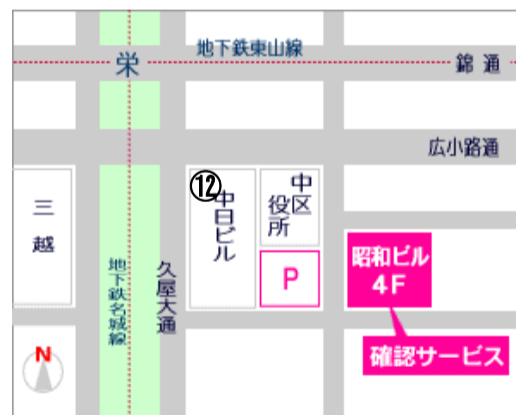 地下鉄東山線
栄
錦通
広小路通
⑫
三越
中日ビル
中区
役所
P
昭和ビル
4F
地下鉄名城線
久屋大通
N
確認サービス